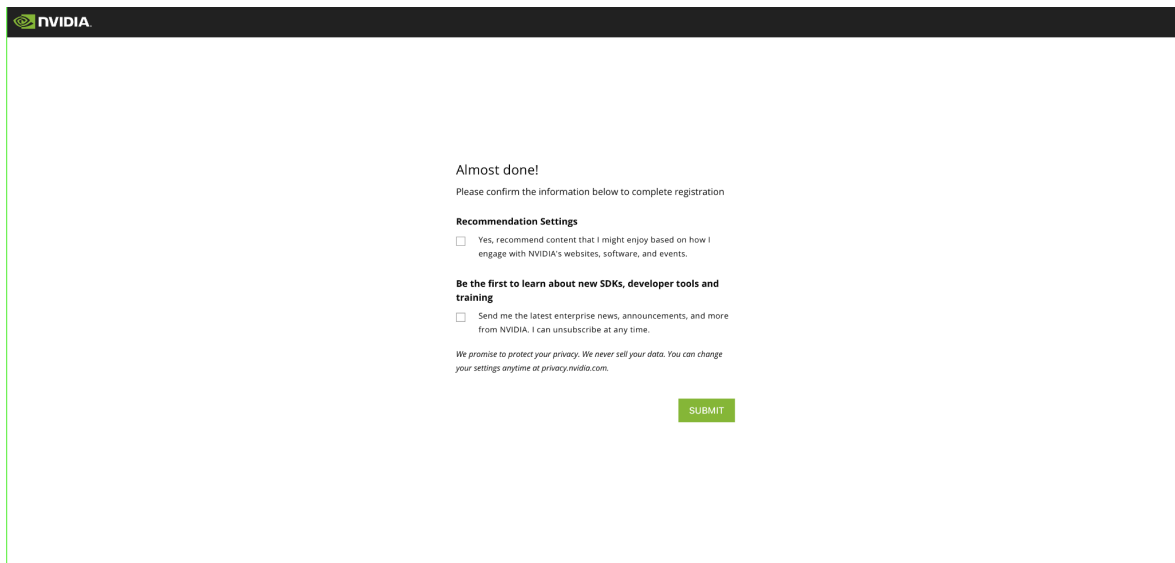 NVIDIA.
Almost done!
Please confirm the information below to complete registration
Recommendation Settings
Yes, recommend content that I might enjoy based on how I
engage with NVIDIA's websites, software, and events.
Be the first to learn about new SDKs, developer tools and
training
Send me the latest enterprise news, announcements, and more
from NVIDIA. I can unsubscribe at any time.
We promise to protect your privacy. We never sell your data. You can change
your settings anytime at privacy.nvidia.com.
SUBMIT